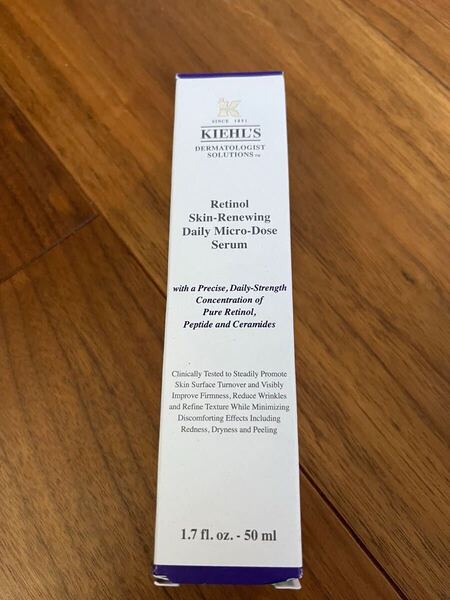 K
SINCE 1851
KIEHL'S
DERMATOLOGIST
SOLUTIONS™
Retinol
Skin-Renewing
Daily Micro-Dose
Serum
with a Precise, Daily-Strength
Concentration of
Pure Retinol,
Peptide and Ceramides
Clinically Tested to Steadily Promote
Skin Surface Turnover and Visibly
Improve Firmness, Reduce Wrinkles
and Refine Texture While Minimizing
Discomforting Effects Including
Redness, Dryness and Peeling
1.7 fl. oz. - 50 ml